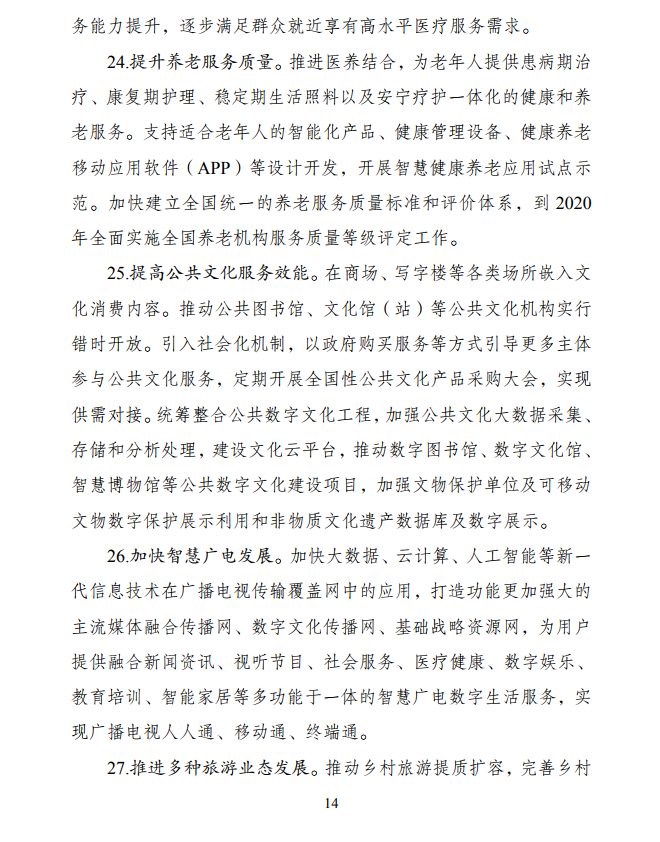 务能力提升，逐步满足群众就近享有高水平医疗服务需求。
24.提升养老服务质量。推进医养结合，为老年人提供患病期治
疗、康复期护理、稳定期生活照料以及安宁疗护一体化的健康和养
老服务。支持适合老年人的智能化产品、健康管理设备、健康养老
移动应用软件（APP）等设计开发，开展智慧健康养老应用试点示
范。加快建立全国统一的养老服务质量标准和评价体系，到 2020
年全面实施全国养老机构服务质量等级评定工作。
25.提高公共文化服务效能。在商场、写字楼等各类场所嵌入文
化消费内容。推动公共图书馆、文化馆（站）等公共文化机构实行
错时开放。引入社会化机制，以政府购买服务等方式引导更多主体
参与公共文化服务，定期开展全国性公共文化产品采购大会，实现
供需对接。统筹整合公共数字文化工程，加强公共文化大数据采集、
存储和分析处理，建设文化云平台，推动数字图书馆、数字文化馆、
智慧博物馆等公共数字文化建设项目，加强文物保护单位及可移动
文物数字保护展示利用和非物质文化遗产数据库及数字展示。
26.加快智慧广电发展。加快大数据、云计算、人工智能等新一
代信息技术在广播电视传输覆盖网中的应用，打造功能更加强大的
主流媒体融合传播网、数字文化传播网、基础战略资源网，为用户
提供融合新闻资讯、视听节目、社会服务、医疗健康、数字娱乐、
教育培训、智能家居等多功能于一体的智慧广电数字生活服务，实
现广播电视人人通、移动通、终端通。
27.推进多种旅游业态发展。推动乡村旅游提质扩容，完善乡村
14